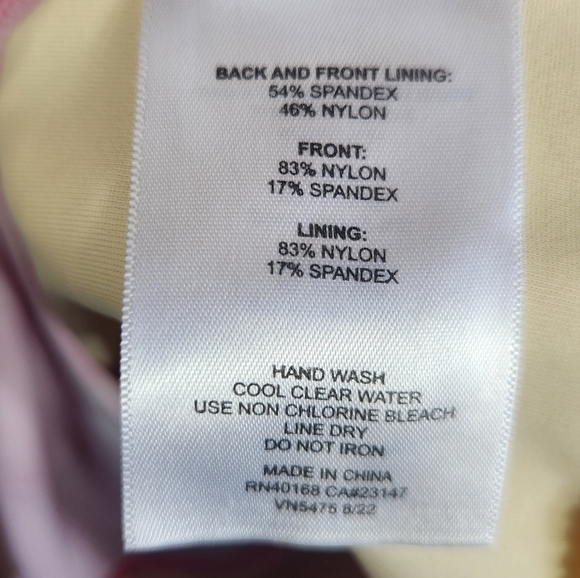 BACK AND FRONT LINING:
54% SPANDEX
46% NYLON
FRONT:
83% NYLON
17% SPANDEX
LINING:
83% NYLON
17% SPANDEX
HAND WASH
COOL CLEAR WATER
USE NON CHLORINE BLEACH
LINE DRY
DO NOT IRON
MADE IN CHINA
RN40168 CA#23147
VN5475 8/22